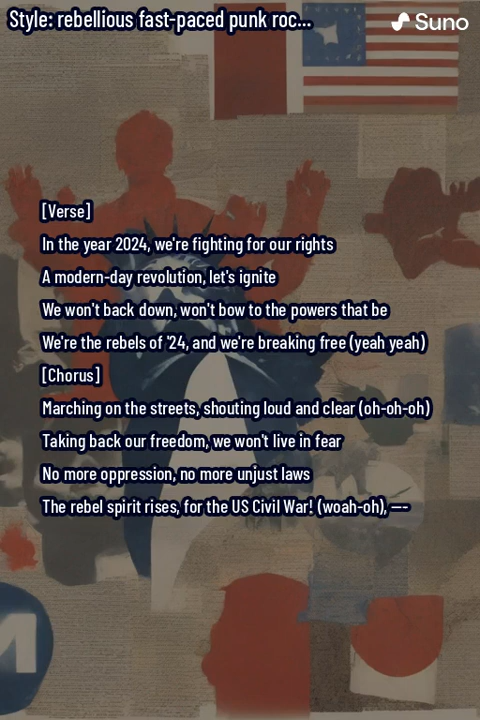 Style: rebellious fast-paced punk roc...
Suno
[Verse]
In the year 2024, we're fighting for our rights
A modern-day revolution, let's ignite
We won't back down, won't bow to the powers that be
We're the rebels of '24, and we're breaking free (yeah yeah)
[Chorus]
Marching on the streets, shouting loud and clear (oh-oh-oh)
Taking back our freedom, we won't live in fear
No more oppression, no more unjust laws
The rebel spirit rises, for the US Civil War! (woah-oh), ---